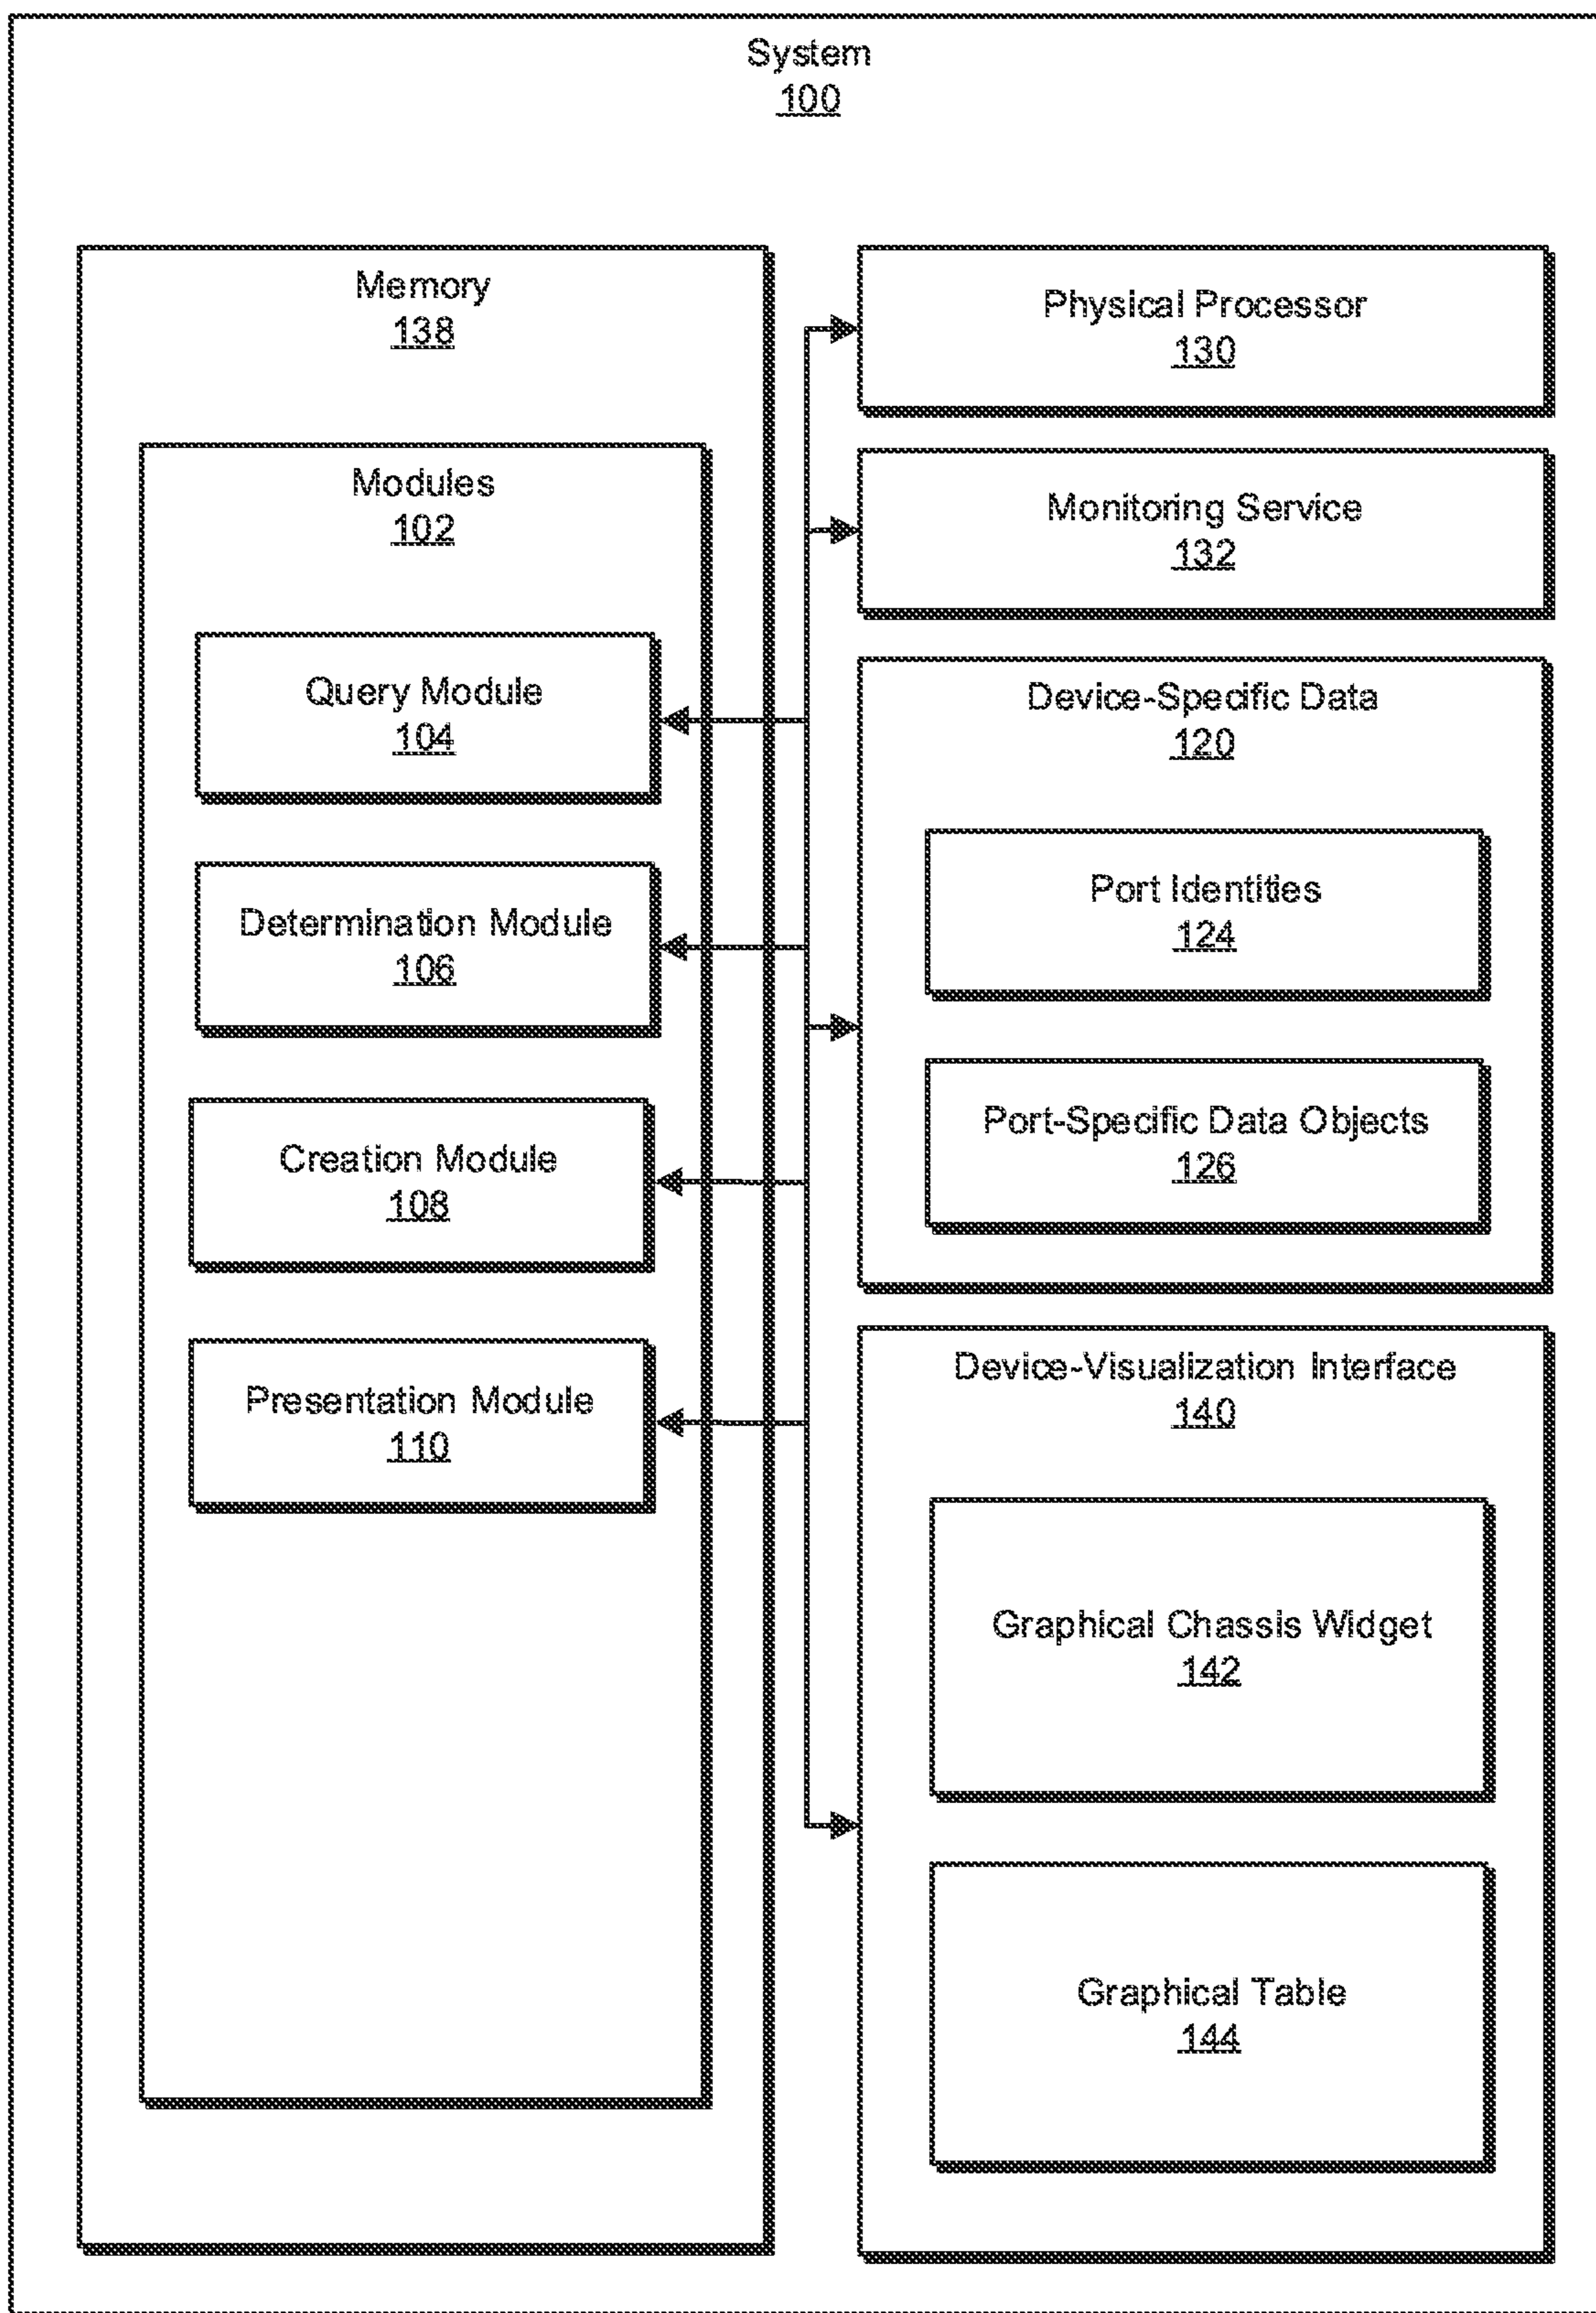 System
100
Memory
138
Modules
102
Query Module
104
Determination Module
106
Creation Module
108
Presentation Module
110
Physical Processor
130
Monitoring Service
132
Device-Specific Data
120
Port Identities
124
Port-Specific Data Objects
126
Device-Visualization Interface
140
Graphical Chassis Widget
142
Graphical Table
144